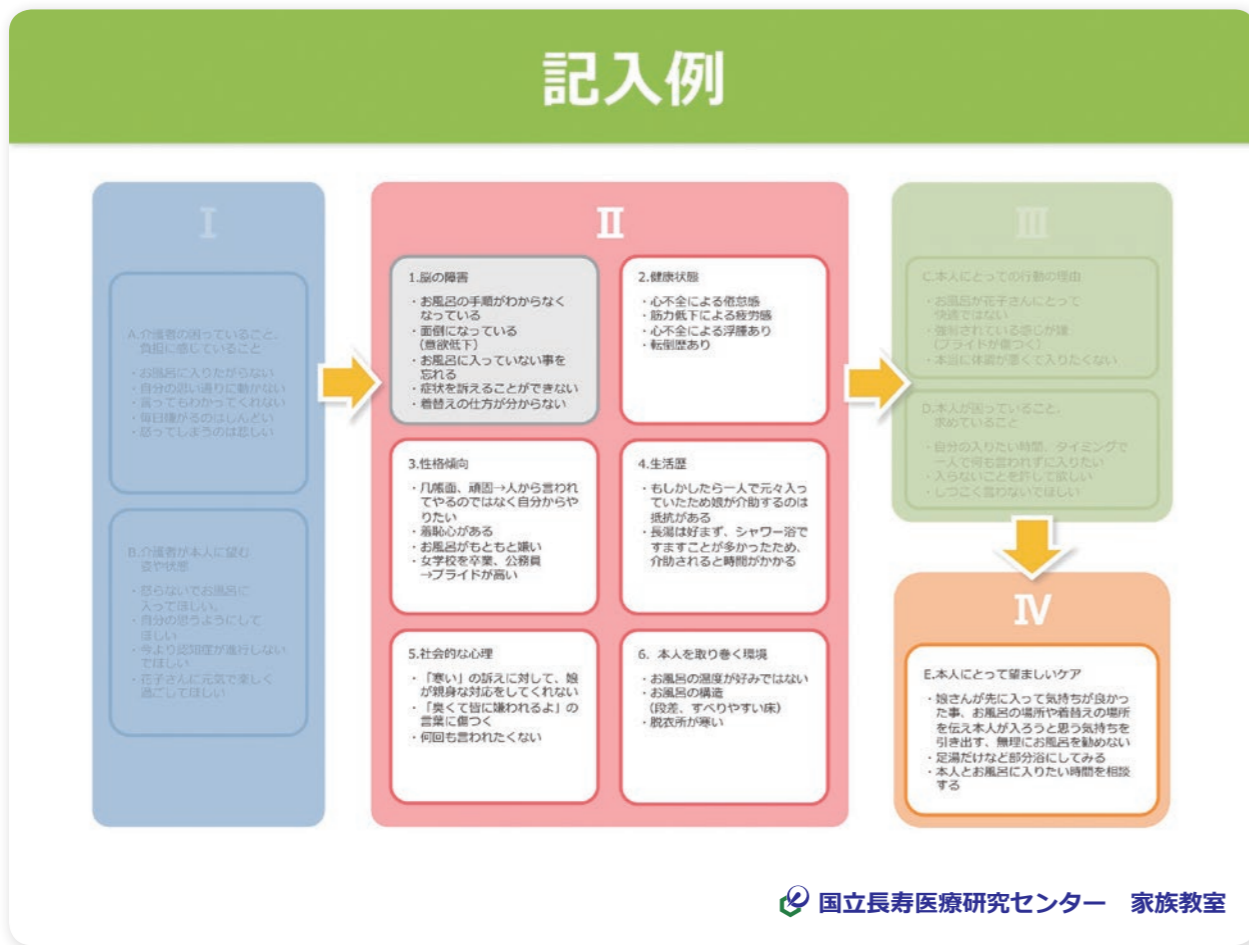 記入例
Ⅰ
A.介護者の困っていること、
負担に感じていること
・お風呂に入りたがらない
・自分の思い通りに動かない
・言ってもわかってくれない
・毎日嫌がるのはしんどい
・怒ってしまうのは悲しい
B.介護者が本人に望む
姿や状態
・怒らないでお風呂に
入ってほしい。
・自分の思うようにして
ほしい
・今より認知症が進行しない
でほしい
・花子さんに元気で楽しく
過ごしてほしい
Ⅱ
1.脳の障害
・お風呂の手順がわからなく
なっている
・面倒になっている
(意欲低下)
・お風呂に入っていない事を
忘れる
・症状を訴えることができない
・着替えの仕方が分からない
2.健康状態
・心不全による倦怠感
・筋力低下による疲労感
・心不全による浮腫あり
・転倒歴あり
3.性格傾向
・几帳面、頑固→人から言われ
てやるのではなく自分からや
りたい
・羞恥心がある
・お風呂がもともと嫌い
・女学校を卒業、公務員
→プライドが高い
4.生活歴
・もしかしたら一人で元々入っ
ていたため娘が介助するのは
抵抗がある
・長湯は好まず、シャワー浴で
すますことが多かったため、
介助されると時間がかかる
5.社会的な心理
・「寒い」の訴えに対して、娘
が親身な対応をしてくれない
・「臭くて皆に嫌われるよ」の
言葉に傷つく
・何回も言われたくない
6. 本人を取り巻く環境
・お風呂の温度が好みではない
・お風呂の構造
(段差、すべりやすい床)
・脱衣所が寒い
Ⅲ
C.本人にとっての行動の理由
・お風呂が花子さんにとって
快適ではない
・強制されている感じが嫌
(プライドが傷つく)
・本当に体調が悪くて入りたくない
D.本人が困っていること、
求めていること
・自分の入りたい時間、タイミングで
一人で何も言われずに入りたい
・入らないことを許して欲しい
・しつこく言わないでほしい
Ⅳ
E.本人にとって望ましいケア
・娘さんが先に入って気持ちが良かっ
た事、お風呂の場所や着替えの場所
を伝え本人が入ろうと思う気持ちを
引き出す、無理にお風呂を勧めない
・足湯だけなど部分浴にしてみる
・本人とお風呂に入りたい時間を相談
する
国立長寿医療研究センター 家族教室